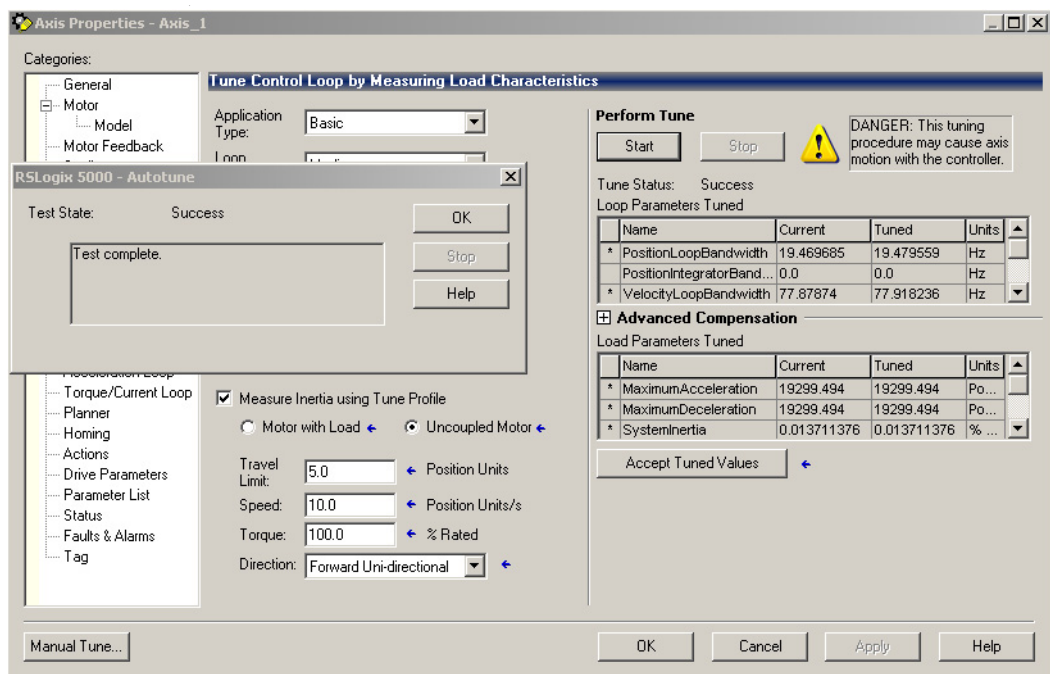 Axis Properties - Axis_1
Categories:
General
Motor
Model
Motor Feedback
Torque/Current Loop
Planner
Homing
Actions
Drive Parameters
Parameter List
Status
Faults & Alarms
Tag
Tune Control Loop by Measuring Load Characteristics
Application
Type:
Basic
Loop
RSLogix 5000 - Autotune
Test State: Success
Test complete.
OK
Stop
Help
Measure Inertia using Tune Profile
Motor with Load
Uncoupled Motor
Travel
Limit:
5.0
Position Units
Speed: 10.0 Position Units/s
Torque: 100.0 % Rated
Direction: Forward Uni-directional
Perform Tune
Start
Stop
DANGER: This tuning
procedure may cause axis
motion with the controller.
Tune Status: Success
Loop Parameters Tuned
Name Current Tuned Units
* PositionLoopBandwidth 19.469685 19.479559 Hz
PositionIntegratorBand... 0.0 0.0 Hz
* VelocityLoopBandwidth 77.87874 77.918236 Hz
Advanced Compensation
Load Parameters Tuned
Name Current Tuned Units
* MaximumAcceleration 19299.494 19299.494 Po...
* MaximumDeceleration 19299.494 19299.494 Po...
* SystemInertia 0.013711376 0.013711376 % ...
Accept Tuned Values
Manual Tune...
OK
Cancel
Apply
Help